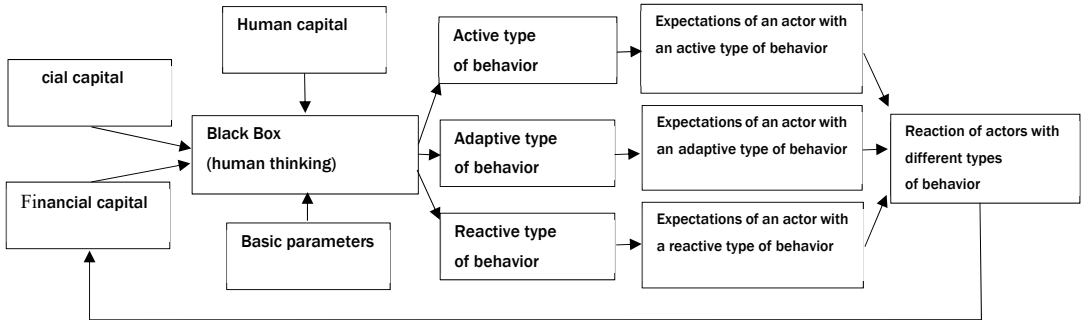 Human capital
cial capital
Financial capital
Black Box
(human thinking)
Basic parameters
Active type
of behavior
Adaptive type
of behavior
Reactive type
of behavior
Expectations of an actor with
an active type of behavior
Expectations of an actor with
an adaptive type of behavior
Expectations of an actor with
a reactive type of behavior
Reaction of actors with
different types
of behavior